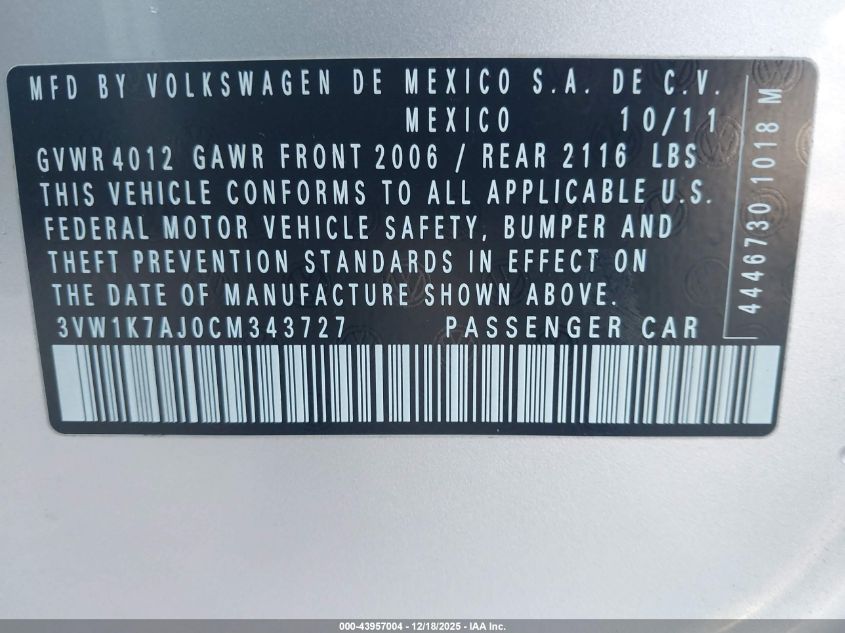 MFD BY VOLKSWAGEN DE MEXICO S.A. DE C.V.
MEXICO 10/11
GVWR 4012 GAWR FRONT 2006 / REAR 2116 LBS
THIS VEHICLE CONFORMS TO ALL APPLICABLE U.S.
FEDERAL MOTOR VEHICLE SAFETY, BUMPER AND
THEFT PREVENTION STANDARDS IN EFFECT ON
THE DATE OF MANUFACTURE SHOWN ABOVE.
3VW1K7AJ0CM343727 PASSENGER CAR
4446730 1018 M
000-43957004 - 12/18/2025 - IAA Inc.